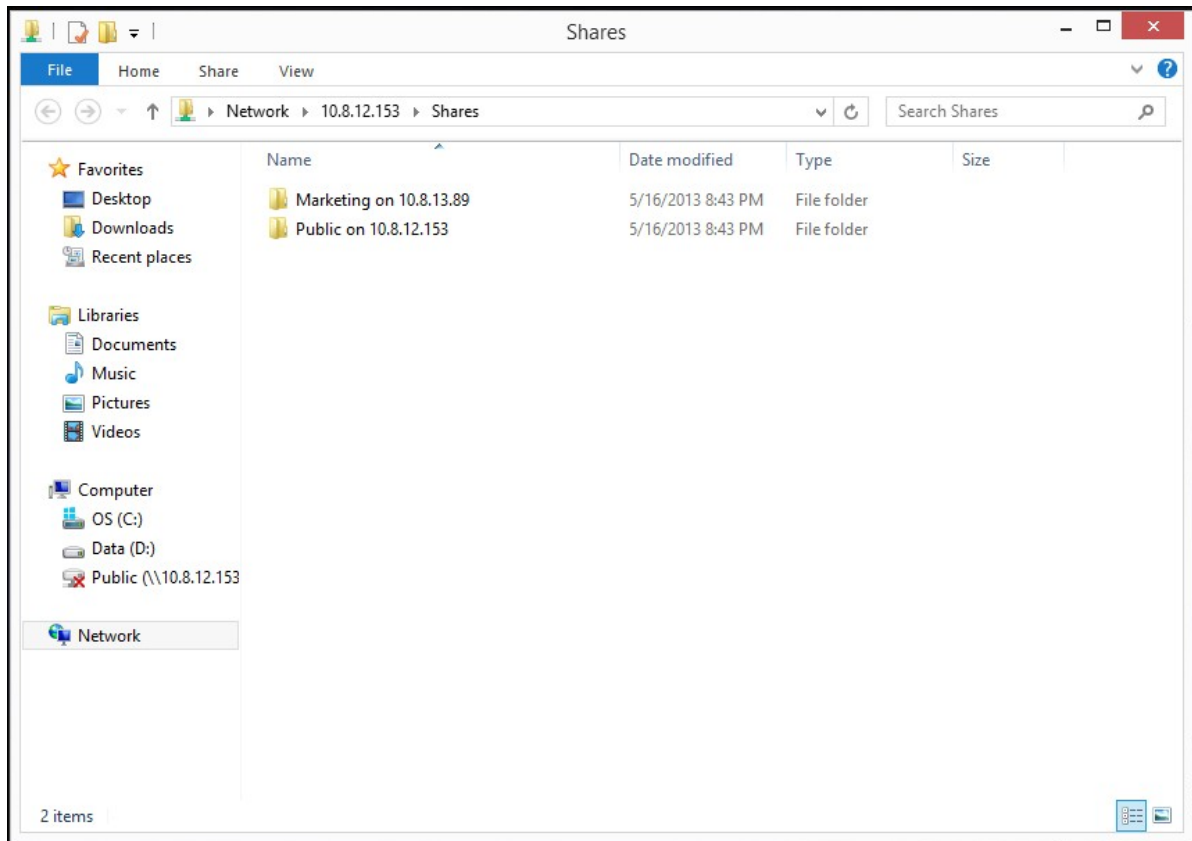 Shares
File Home Share View
Network 10.8.12.153 Shares Search Shares
Favorites
Desktop
Downloads
Recent places
Libraries
Documents
Music
Pictures
Videos
Computer
OS (C:)
Data (D:)
Public (\\10.8.12.153
Network
Name Date modified Type Size
Marketing on 10.8.13.89 5/16/2013 8:43 PM File folder
Public on 10.8.12.153 5/16/2013 8:43 PM File folder
2 items